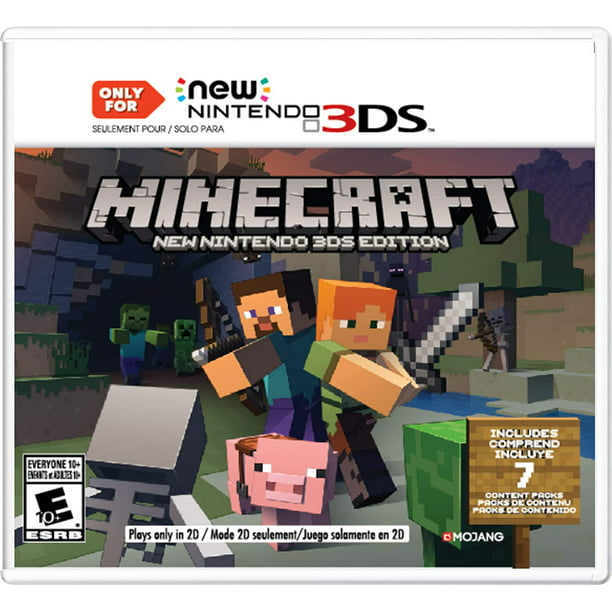 ONLY FOR
new
NINTENDO 3DS™
SEULEMENT POUR / SOLO PARA
MINECRAFT
NEW NINTENDO 3DS EDITION
INCLUDES
COMPREND
INCLUYE
7
CONTENT PACKS
PACKS DE CONTENU
PACKS DE CONTENIDO
EVERYONE 10+
ENFANTS et ADULTES 10+
E
10+
ESRB
Plays only in 2D / Mode 2D seulement/Juego solamente en 2D
MOJANG